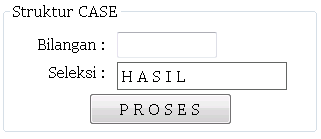 Struktur CASE
Bilangan :
Seleksi : H A S I L
P R O S E S